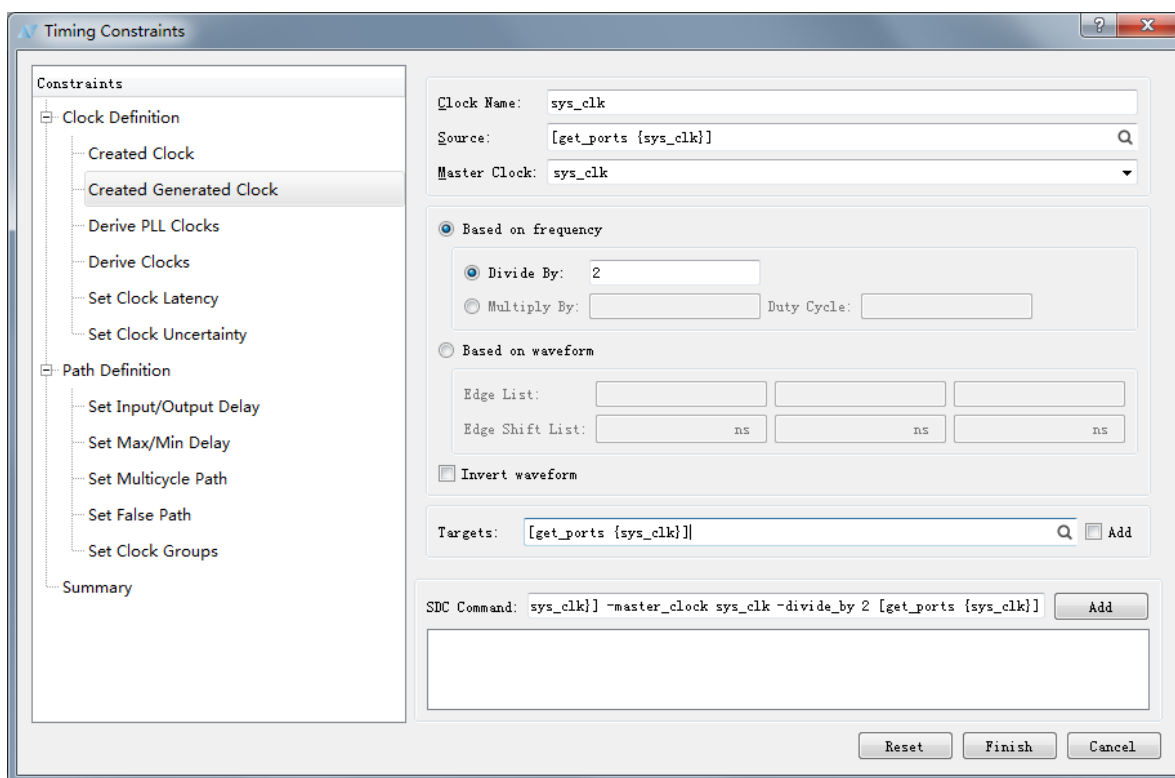 Timing Constraints
?
Constraints
Clock Definition
Created Clock
Created Generated Clock
Derive PLL Clocks
Derive Clocks
Set Clock Latency
Set Clock Uncertainty
Path Definition
Set Input/Output Delay
Set Max/Min Delay
Set Multicycle Path
Set False Path
Set Clock Groups
Summary
Clock Name: sys_clk
Source: [get_ports {sys_clk}]
Master Clock: sys_clk
Based on frequency
Divide By: 2
Multiply By: Duty Cycle:
Based on waveform
Edge List:
Edge Shift List: ns ns ns
Invert waveform
Targets: [get_ports {sys_clk}] Add
SDC Command: sys_clk}] -master_clock sys_clk -divide_by 2 [get_ports {sys_clk}] Add
Reset Finish Cancel